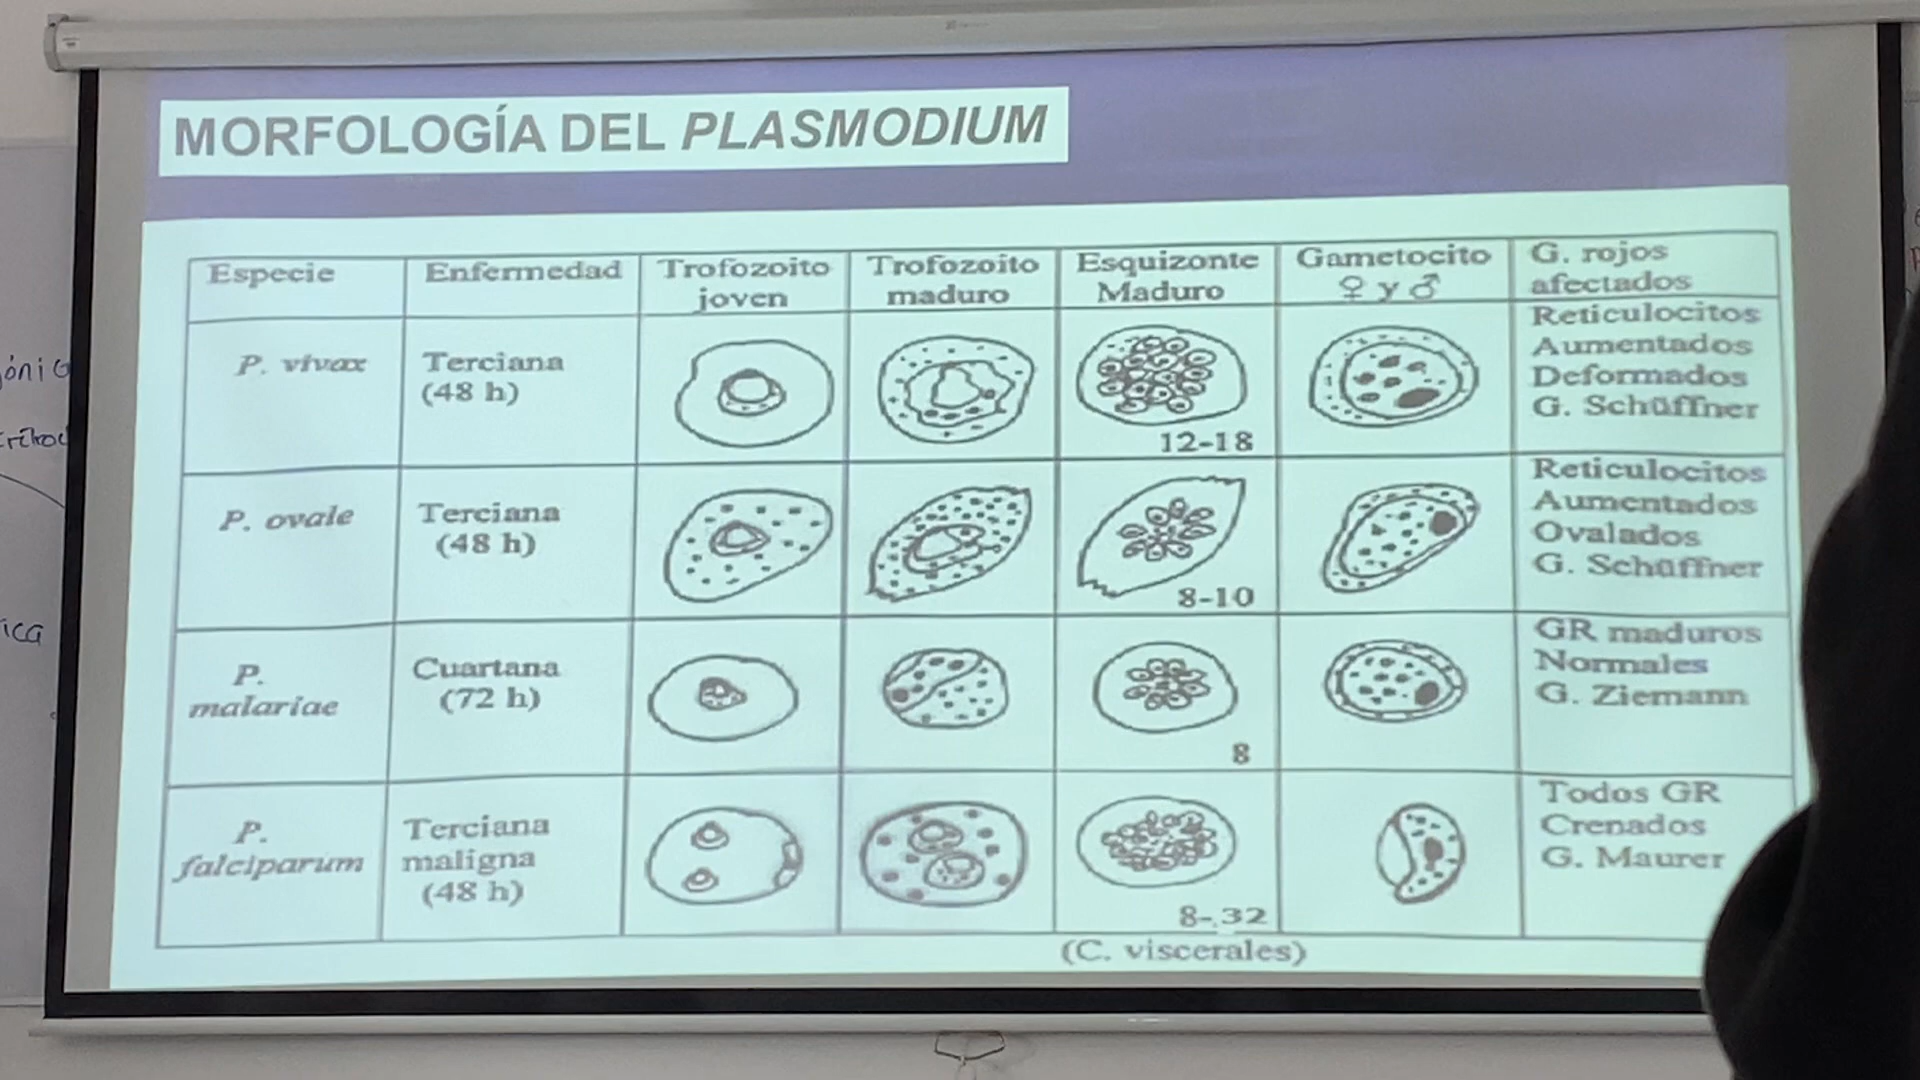 MORFOLOGÍA DEL PLASMODIUM
Especie
Enfermedad
Trofozoito
joven
Trofozoito
maduro
Esquizonte
Maduro
Gametocito
♀ y ♂
G. rojos
afectados
P. vivax
Terciana
(48 h)
12-18
Reticulocitos
Aumentados
Deformados
G. Schüffner
P. ovale
Terciana
(48 h)
8-10
Reticulocitos
Aumentados
Ovalados
G. Schüffner
P.
malariae
Cuartana
(72 h)
8
GR maduros
Normales
G. Ziemann
P.
falciparum
Terciana
maligna
(48 h)
8-.32
Todos GR
Crenados
G. Maurer
(C. viscerales)